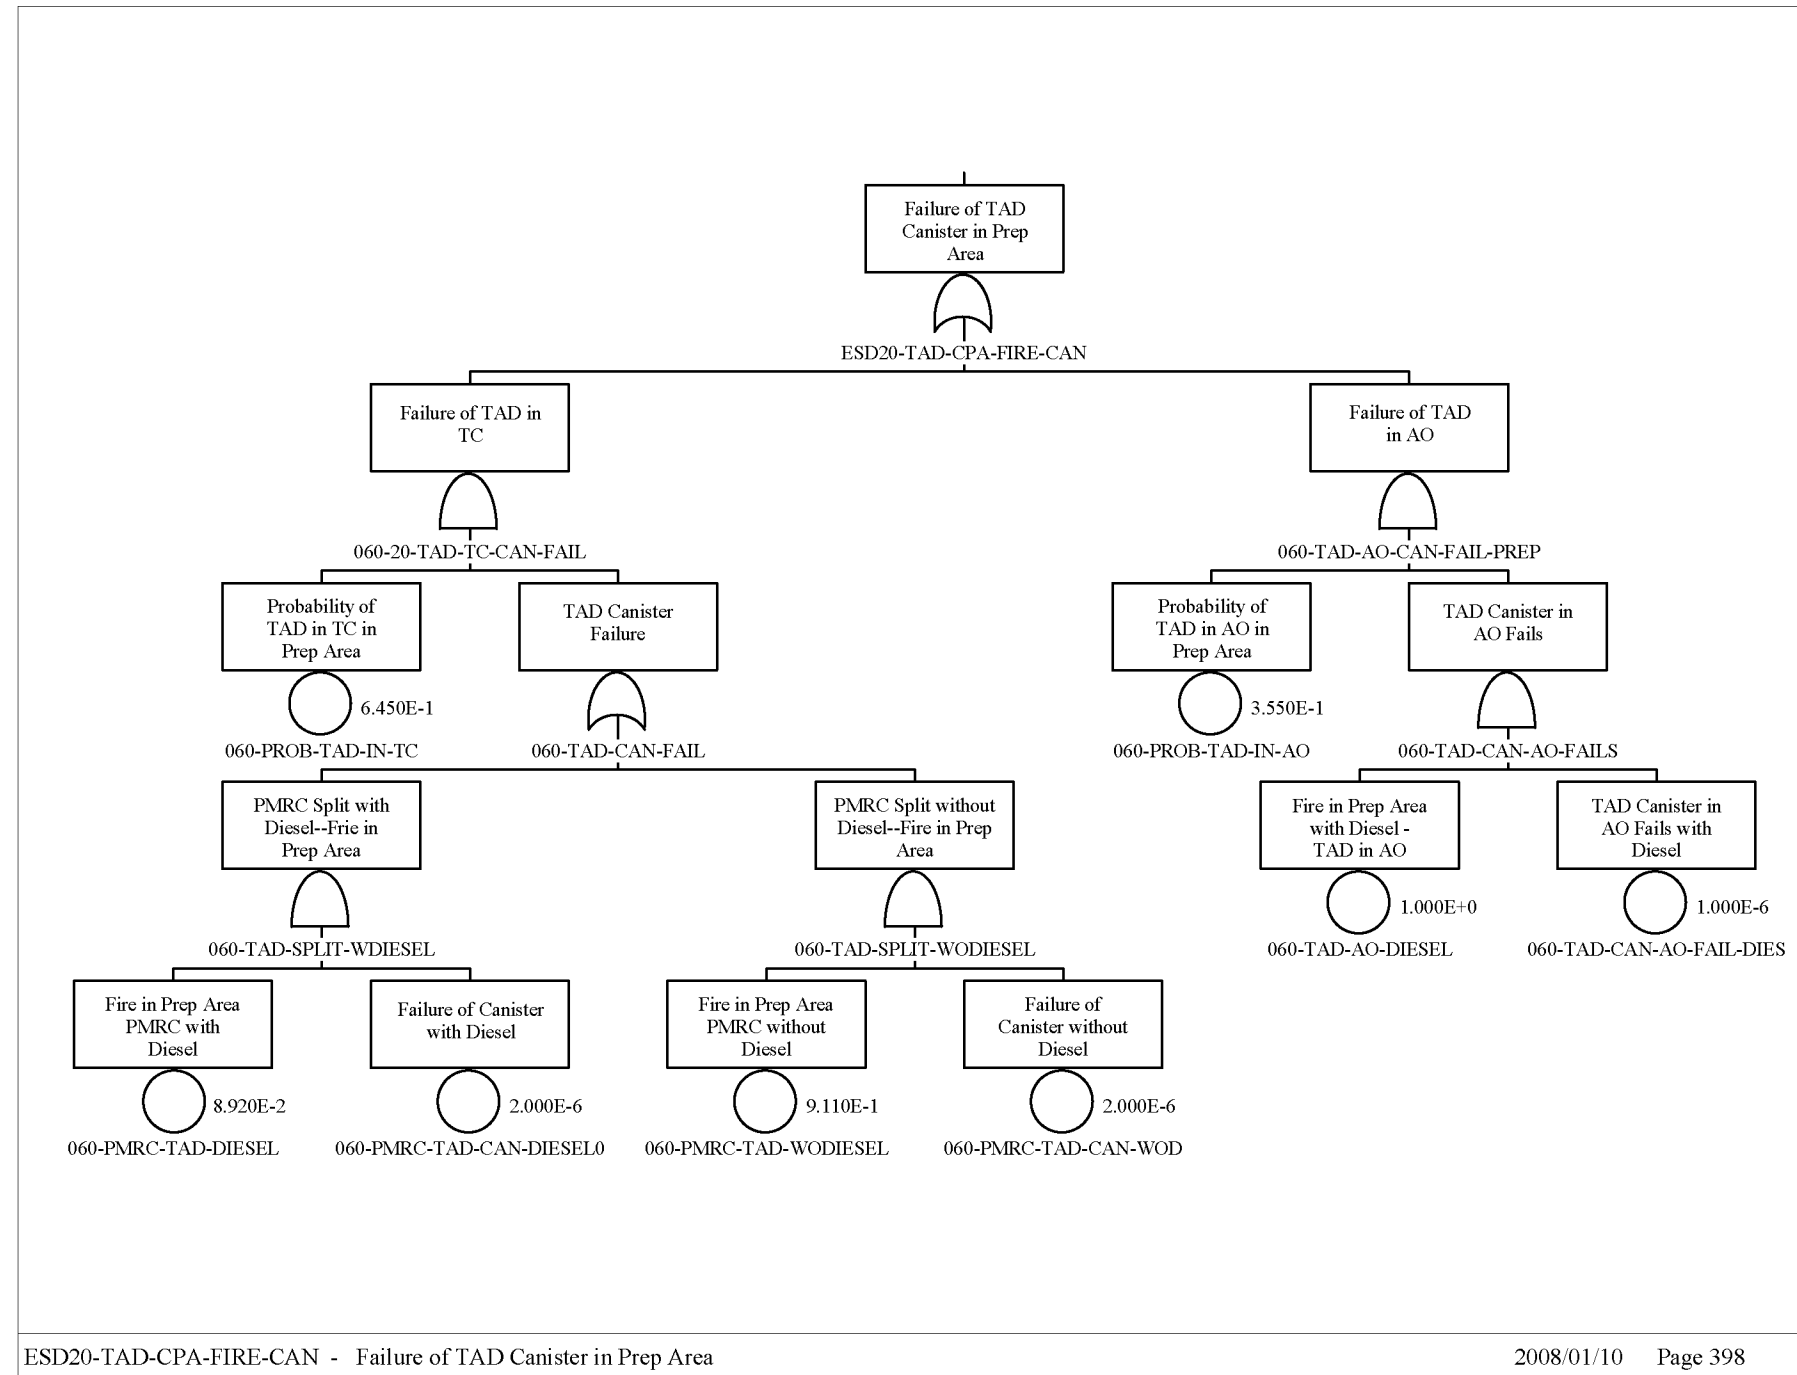 Failure of TAD
Canister in Prep
Area
ESD20-TAD-CPA-FIRE-CAN
Failure of TAD in
TC
Failure of TAD
in AO
060-20-TAD-TC-CAN-FAIL
060-TAD-AO-CAN-FAIL-PREP
Probability of
TAD in TC in
Prep Area
TAD Canister
Failure
Probability of
TAD in AO in
Prep Area
TAD Canister in
AO Fails
6.450E-1
3.550E-1
060-PROB-TAD-IN-TC
060-TAD-CAN-FAIL
060-PROB-TAD-IN-AO
060-TAD-CAN-AO-FAILS
PMRC Split with
Diesel--Frie in
Prep Area
PMRC Split without
Diesel--Fire in Prep
Area
Fire in Prep Area
with Diesel -
TAD in AO
TAD Canister in
AO Fails with
Diesel
1.000E+0
1.000E-6
060-TAD-SPLIT-WDIESEL
060-TAD-SPLIT-WODIESEL
060-TAD-AO-DIESEL
060-TAD-CAN-AO-FAIL-DIES
Fire in Prep Area
PMRC with
Diesel
Failure of Canister
with Diesel
Fire in Prep Area
PMRC without
Diesel
Failure of
Canister without
Diesel
8.920E-2
2.000E-6
9.110E-1
2.000E-6
060-PMRC-TAD-DIESEL
060-PMRC-TAD-CAN-DIESEL0
060-PMRC-TAD-WODIESEL
060-PMRC-TAD-CAN-WOD
ESD20-TAD-CPA-FIRE-CAN - Failure of TAD Canister in Prep Area
2008/01/10 Page 398